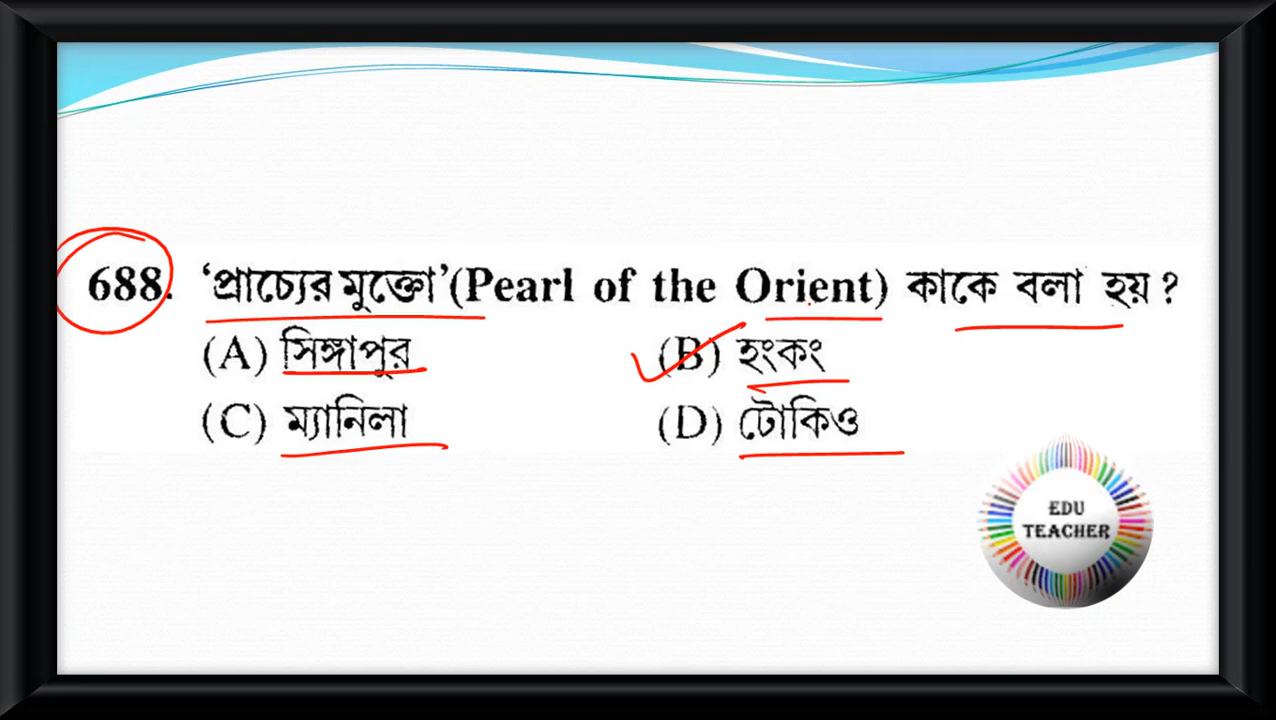 688. ‘প্রাচ্যের মুক্তো’(Pearl of the Orient) কাকে বলা হয় ?
(A) সিঙ্গাপুর (B) হংকং
(C) ম্যানিলা (D) টোকিও
EDU
TEACHER